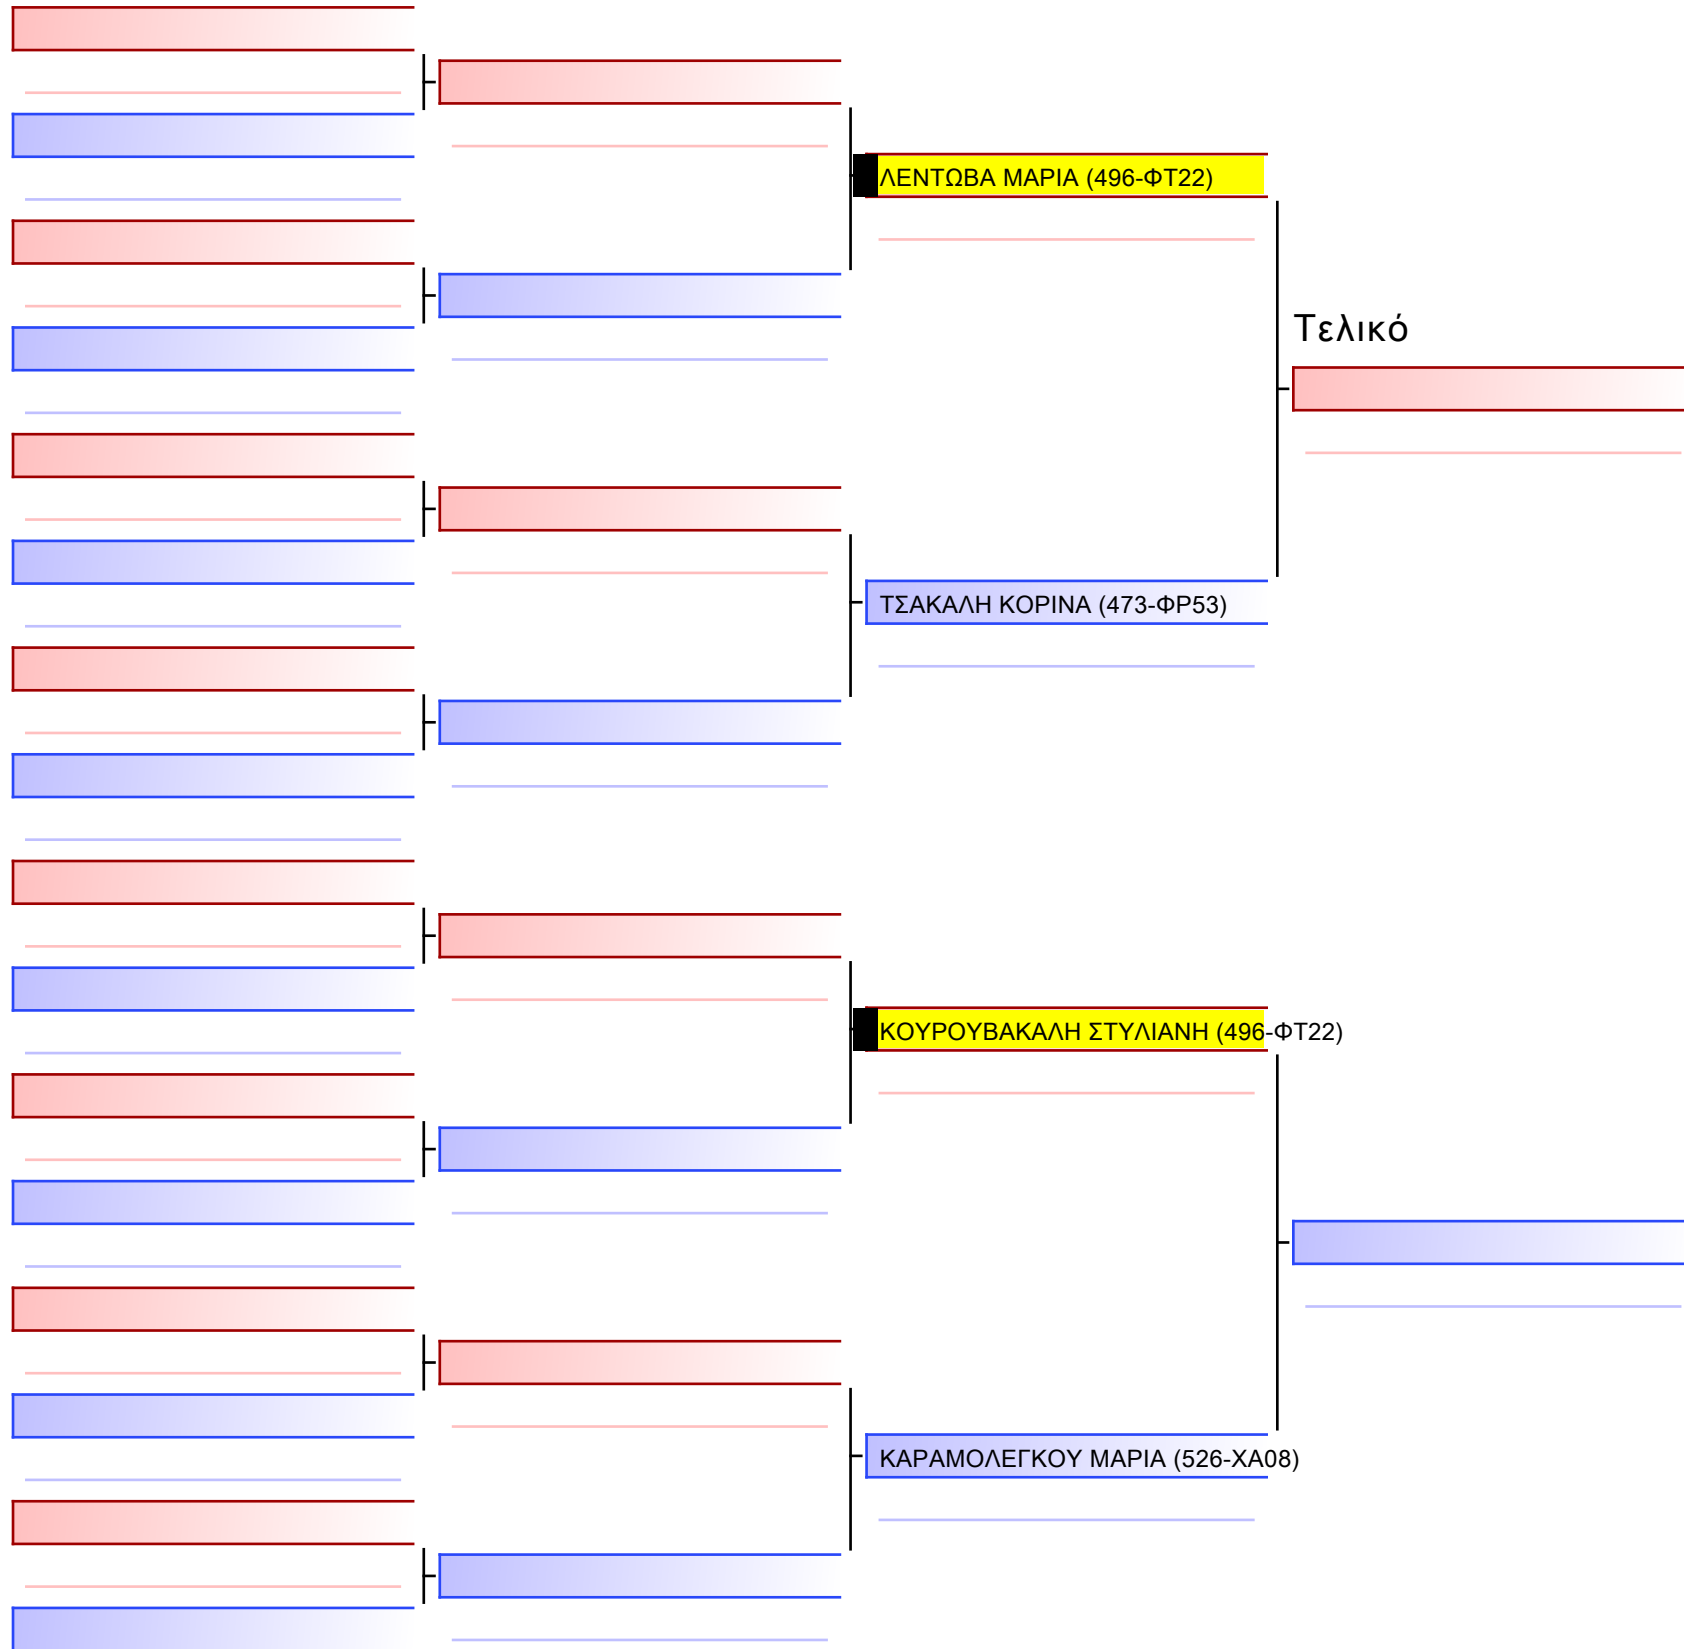 ΛΕΝΤΩΒΑ ΜΑΡΙΑ (496-ΦΤ22)
Τελικό
ΤΣΑΚΑΛΗ ΚΟΡΙΝΑ (473-ΦΡ53)
ΚΟΥΡΟΥΒΑΚΑΛΗ ΣΤΥΛΙΑΝΗ (496-ΦΤ22)
ΚΑΡΑΜΟΛΕΓΚΟΥ ΜΑΡΙΑ (526-ΧΑ08)